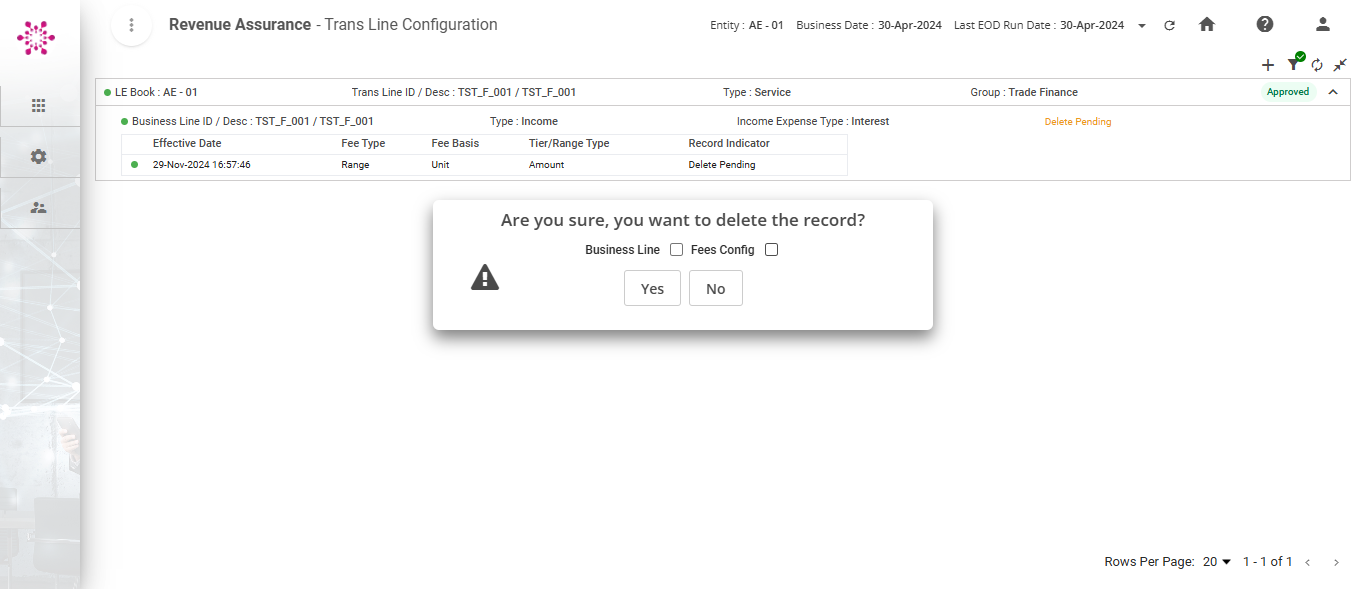 Revenue Assurance - Trans Line Configuration
Entity : AE - 01 Business Date : 30-Apr-2024 Last EOD Run Date : 30-Apr-2024
LE Book : AE - 01 Trans Line ID / Desc : TST_F_001 / TST_F_001 Type : Service Group : Trade Finance Approved
Business Line ID / Desc : TST_F_001 / TST_F_001 Type : Income Income Expense Type : Interest Delete Pending
Effective Date Fee Type Fee Basis Tier/Range Type Record Indicator
29-Nov-2024 16:57:46 Range Unit Amount Delete Pending
Are you sure, you want to delete the record?
Business Line Fees Config
Yes No
Rows Per Page: 20 1 - 1 of 1